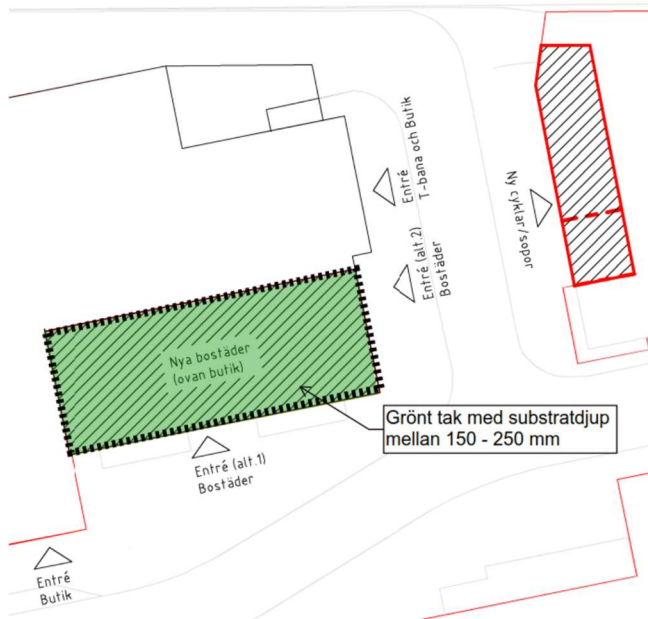 Entré
T-bana och Butik
Ny cyklar/sopor
Entré (alt.2)
Bostäder
Nya bostäder
(ovan butik)
Grönt tak med substratdjup
mellan 150 - 250 mm
Entré (alt.1)
Bostäder
Entré
Butik